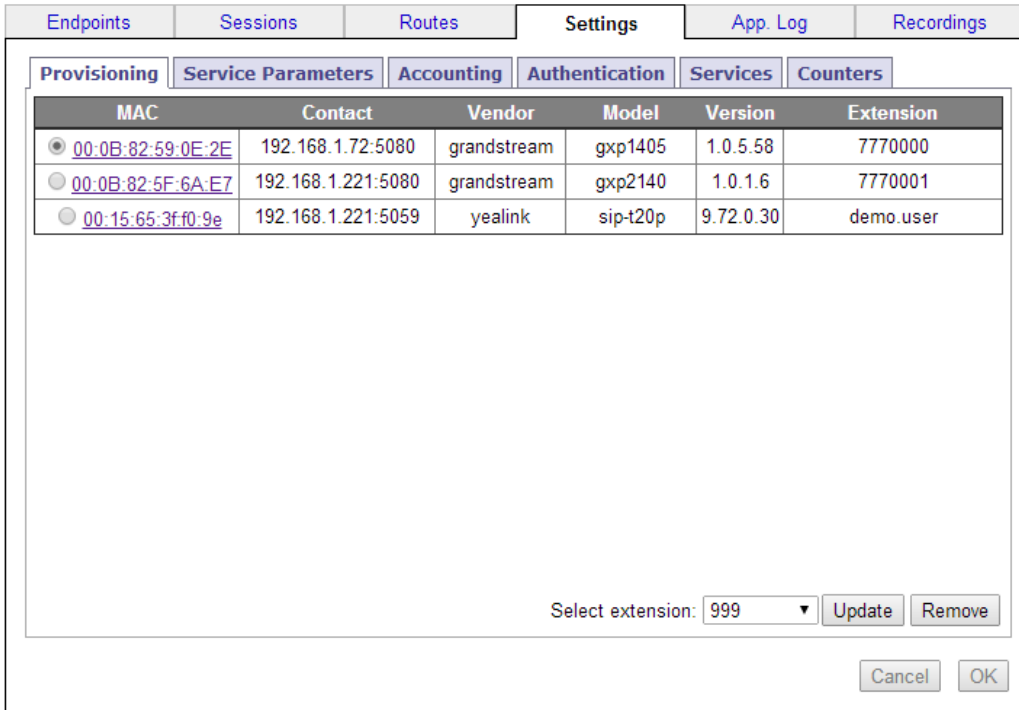 Endpoints Sessions Routes Settings App. Log Recordings
Provisioning Service Parameters Accounting Authentication Services Counters
MAC Contact Vendor Model Version Extension
00:0B:82:59:0E:2E 192.168.1.72:5080 grandstream gxp1405 1.0.5.58 7770000
00:0B:82:5F:6A:E7 192.168.1.221:5080 grandstream gxp2140 1.0.1.6 7770001
00:15:65:3f:f0:9e 192.168.1.221:5059 yealink sip-t20p 9.72.0.30 demo.user
Select extension: 999 Update Remove
Cancel OK